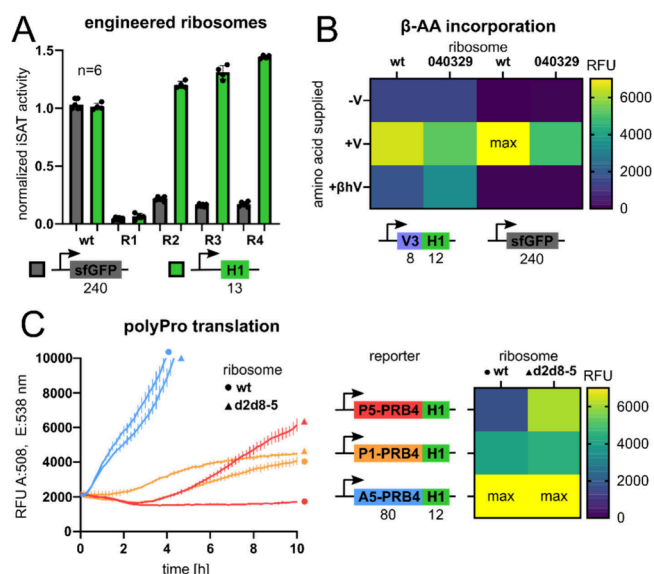 A
engineered ribosomes
normalized iSAT activity
1.5
1.0
0.5
0.0
n=6
wt R1 R2 R3 R4
sfGFP
240
H1
13
B
β-AA incorporation
ribosome
wt 040329 wt 040329
RFU
amino acid supplied
-V
+V
+βhV
max
6000
4000
2000
0
V3 H1
8 12
sfGFP
240
C
polyPro translation
RFU A:508, E:538 nm
10000
8000
6000
4000
2000
0
0 2 4 6 8 10
time [h]
ribosome
wt
d2d8-5
reporter
P5-PRB4 H1
P1-PRB4 H1
A5-PRB4 H1
80 12
ribosome
wt d2d8-5
RFU
max max
6000
4000
2000
0